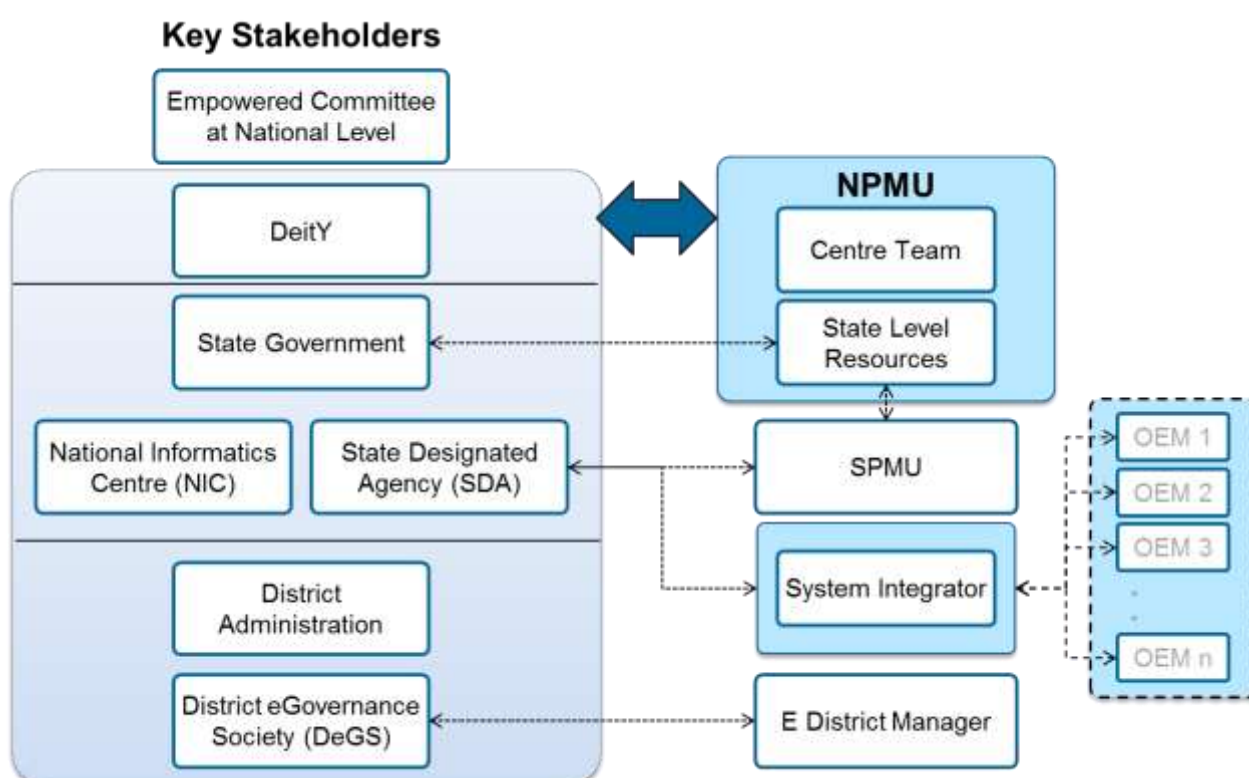 Key Stakeholders
Empowered Committee
at National Level
DeitY
State Government
National Informatics
Centre (NIC)
State Designated
Agency (SDA)
District
Administration
District eGovernance
Society (DeGS)
NPMU
Centre Team
State Level
Resources
SPMU
System Integrator
E District Manager
OEM 1
OEM 2
OEM 3
.
.
OEM n